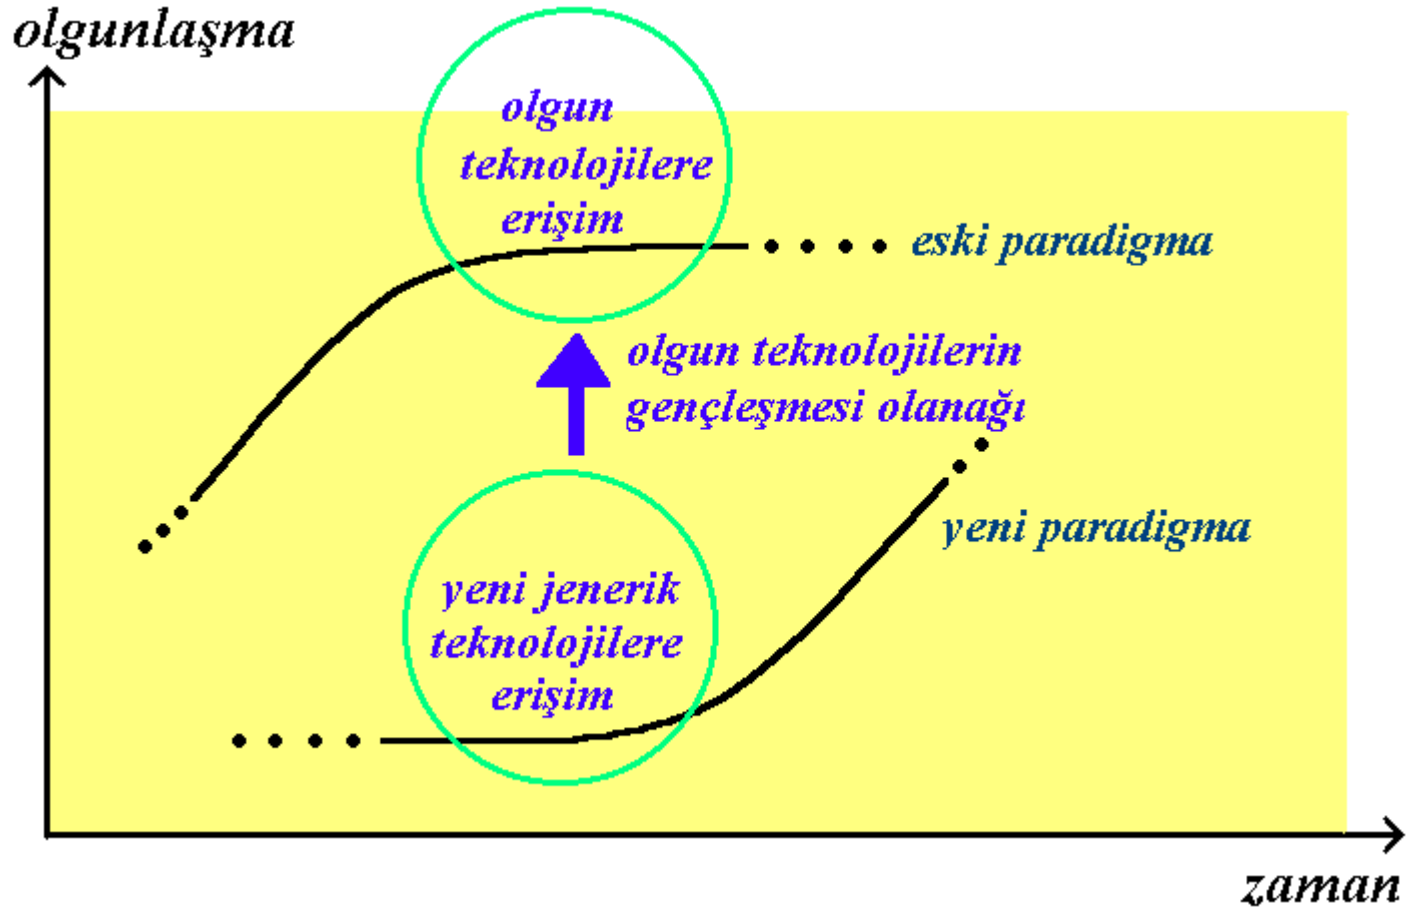 olgunlaşma
olgun
teknolojilere
erişim
eski paradigma
olgun teknolojilerin
gençleşmesi olanağı
yeni paradigma
yeni jenerik
teknolojilere
erişim
zaman